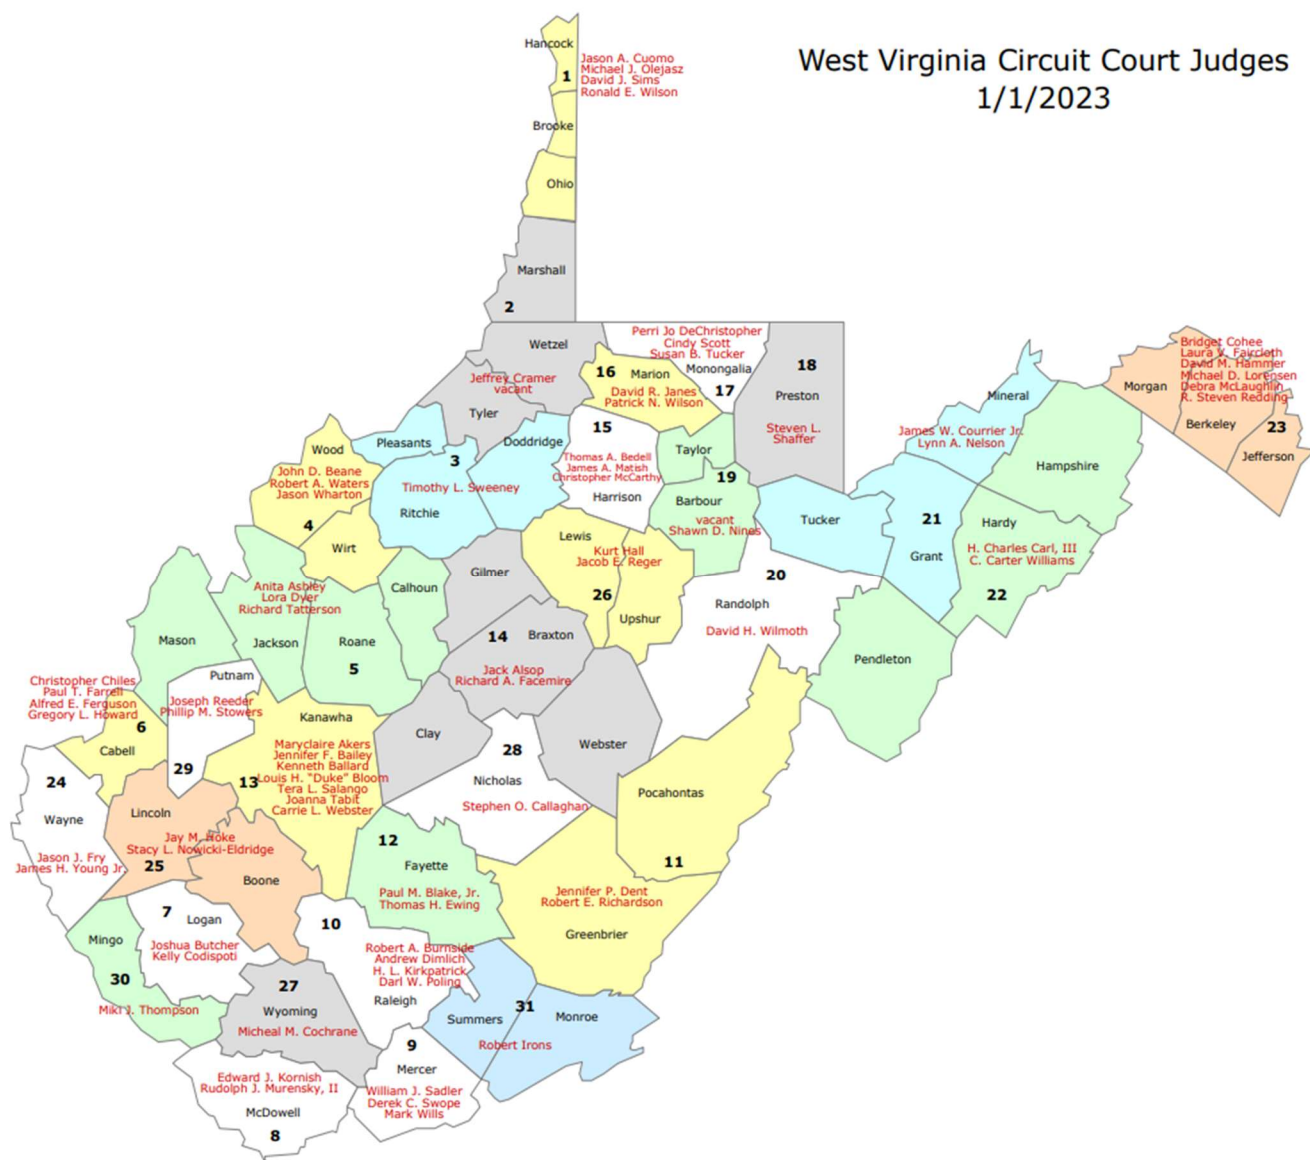 West Virginia Circuit Court Judges
1/1/2023
Hancock
1
Jason A. Cuomo
Michael J. Olejasz
David J. Sims
Ronald E. Wilson
Brooke
Ohio
Marshall
2
Wetzel
Jeffrey Cramer
vacant
Tyler
Pleasants
Doddridge
3
Timothy L. Sweeney
Ritchie
Wood
John D. Beane
Robert A. Waters
Jason Wharton
4
Wirt
16
Marion
David R. Janes
Patrick N. Wilson
Perri Jo DeChristopher
Cindy Scott
Susan B. Tucker
Monongalia
17
18
Preston
Steven L.
Shaffer
15
Thomas A. Bedell
James A. Matish
Christopher McCarthy
Harrison
Taylor
19
Barbour
vacant
Shawn D. Nines
Tucker
Mineral
James W. Courrier Jr.
Lynn A. Nelson
21
Grant
Hampshire
Hardy
H. Charles Carl, III
C. Carter Williams
22
Pendleton
Bridget Cohee
Laura V. Faircloth
David M. Hammer
Michael D. Lorensen
Debra McLaughlin
R. Steven Redding
Morgan
Berkeley
23
Jefferson
Lewis
Kurt Hall
Jacob E. Reger
26
Upshur
20
Randolph
David H. Wilmoth
Gilmer
14
Braxton
Jack Alsop
Richard A. Facemire
Clay
Webster
Calhoun
Anita Ashley
Lora Dyer
Richard Tatterson
Mason
Jackson
Roane
5
Putnam
Joseph Reeder
Phillip M. Stowers
29
Christopher Chiles
Paul T. Farrell
Alfred E. Ferguson
Gregory L. Howard
6
Cabell
Kanawha
Maryclaire Akers
Jennifer F. Bailey
Kenneth Ballard
Louis H. "Duke" Bloom
Tera L. Salango
Joanna Tabit
Carrie L. Webster
13
28
Nicholas
Stephen O. Callaghan
Pocahontas
11
Jennifer P. Dent
Robert E. Richardson
Greenbrier
24
Wayne
Jason J. Fry
James H. Young Jr.
Lincoln
Jay M. Hoke
Stacy L. Nowicki-Eldridge
25
Boone
12
Fayette
Paul M. Blake, Jr.
Thomas H. Ewing
7
Logan
Joshua Butcher
Kelly Codispoti
10
Robert A. Burnside
Andrew Dimlich
H. L. Kirkpatrick
Darl W. Poling
Raleigh
Mingo
30
Miki J. Thompson
27
Wyoming
Micheal M. Cochrane
31
Summers
Monroe
Robert Irons
9
Mercer
William J. Sadler
Derek C. Swope
Mark Wills
Edward J. Kornish
Rudolph J. Murensky, II
McDowell
8